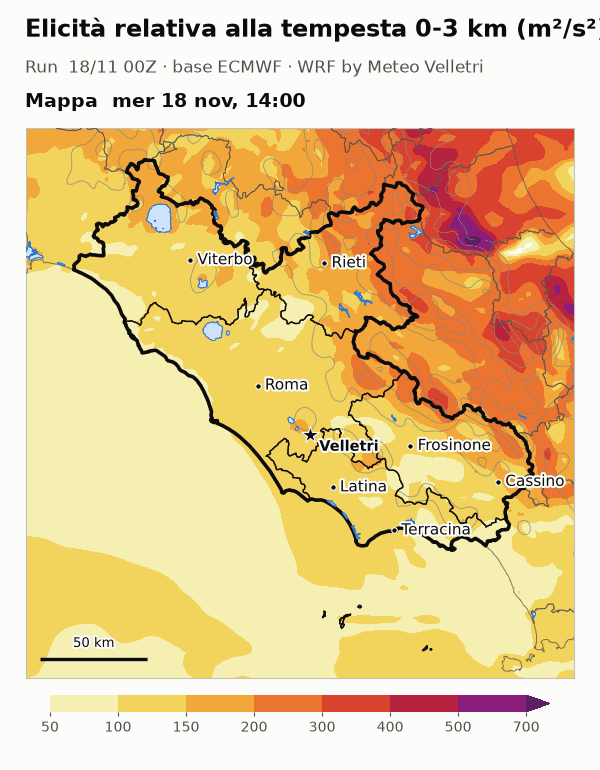 Elicità relativa alla tempesta 0-3 km (m²/s²)
Run  18/11 00Z · base ECMWF · WRF by Meteo Velletri
Mappa  mer 18 nov, 14:00
Viterbo
Rieti
Roma
Velletri
Frosinone
Cassino
Latina
Terracina
50 km
50 100 150 200 300 400 500 700